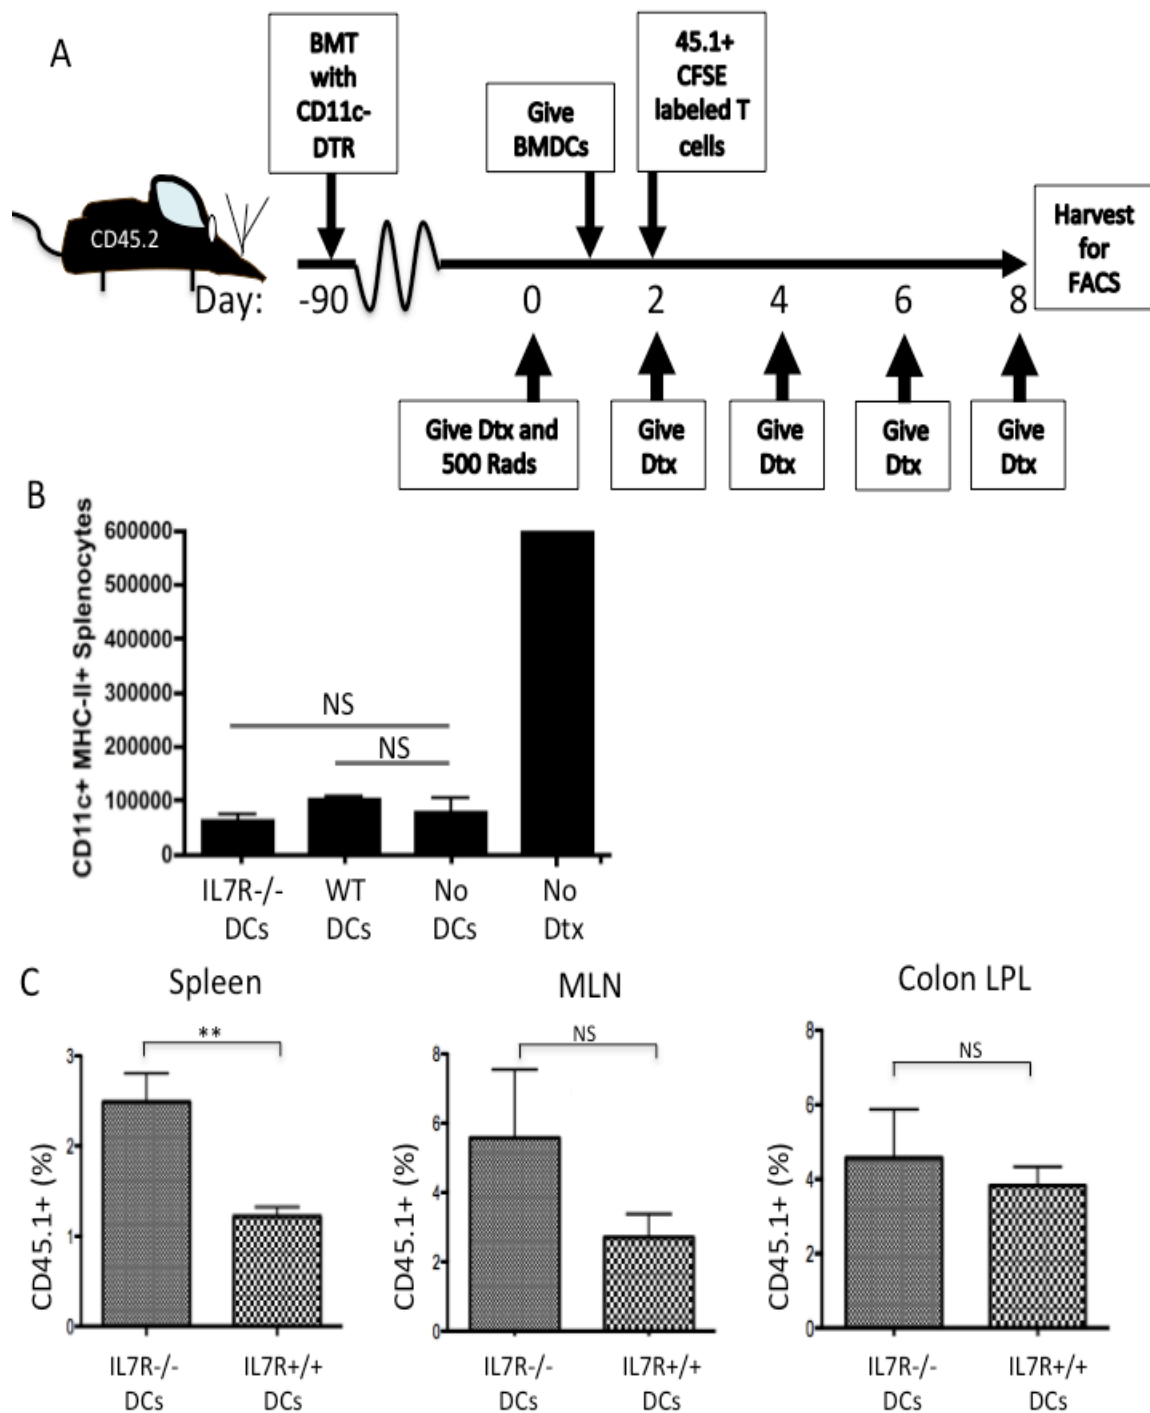 A
BMT
with
CD11c-
DTR
Give
BMDCs
45.1+
CFSE
labeled T
cells
Harvest
for
FACS
CD45.2
Day:
-90
0
2
4
6
8
Give Dtx and
500 Rads
Give
Dtx
Give
Dtx
Give
Dtx
Give
Dtx
B
CD11c+ MHC-II+ Splenocytes
600000
500000
400000
300000
200000
100000
0
NS
NS
IL7R-/-
DCs
WT
DCs
No
DCs
No
Dtx
C
Spleen
CD45.1+ (%)
3
2
1
0
**
IL7R-/-
DCs
IL7R+/+
DCs
MLN
CD45.1+ (%)
8
6
4
2
0
NS
IL7R-/-
DCs
IL7R+/+
DCs
Colon LPL
CD45.1+ (%)
8
6
4
2
0
NS
IL7R-/-
DCs
IL7R+/+
DCs